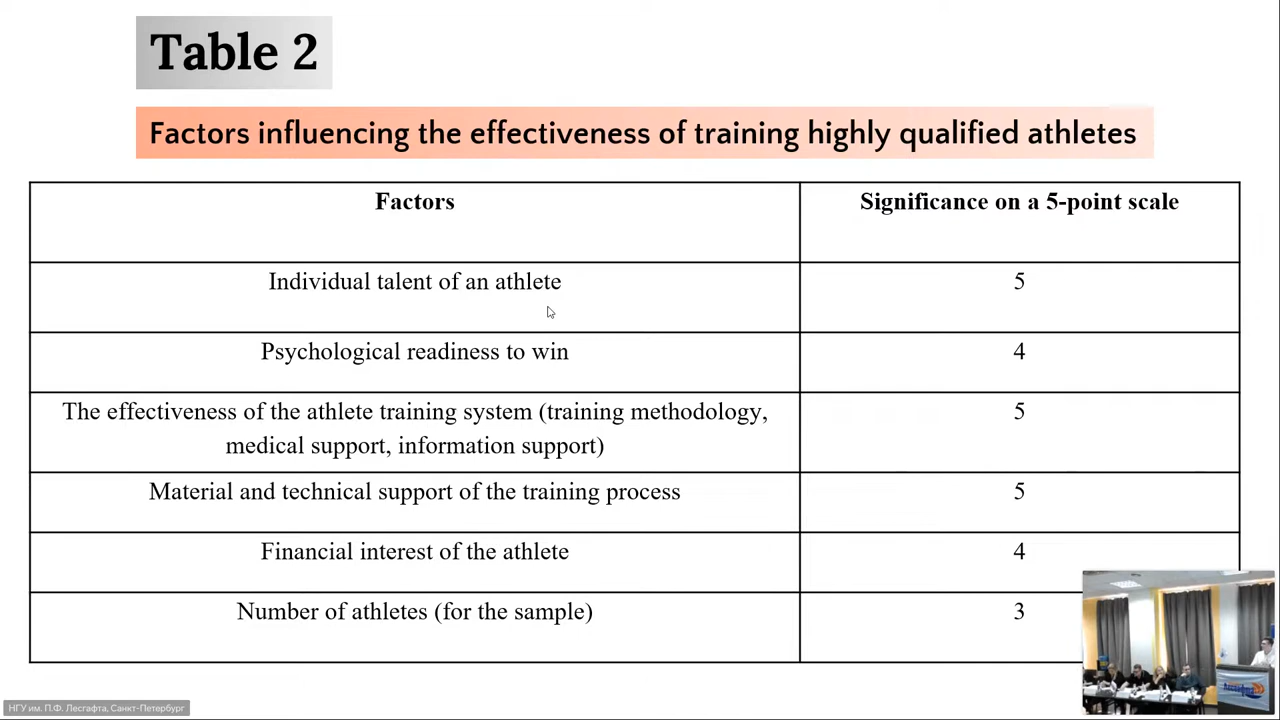 Table 2
Factors influencing the effectiveness of training highly qualified athletes
Factors
Significance on a 5-point scale
Individual talent of an athlete
5
Psychological readiness to win
4
The effectiveness of the athlete training system (training methodology,
medical support, information support)
5
Material and technical support of the training process
5
Financial interest of the athlete
4
Number of athletes (for the sample)
3
НГУ им. П.Ф. Лесгафта, Санкт-Петербург